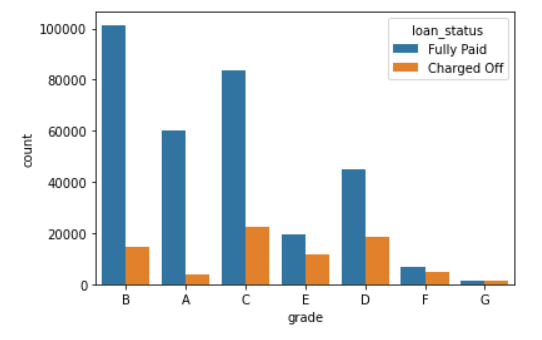 loan_status
Fully Paid
Charged Off
100000
80000
60000
40000
20000
0
count
B A C E D F G
grade